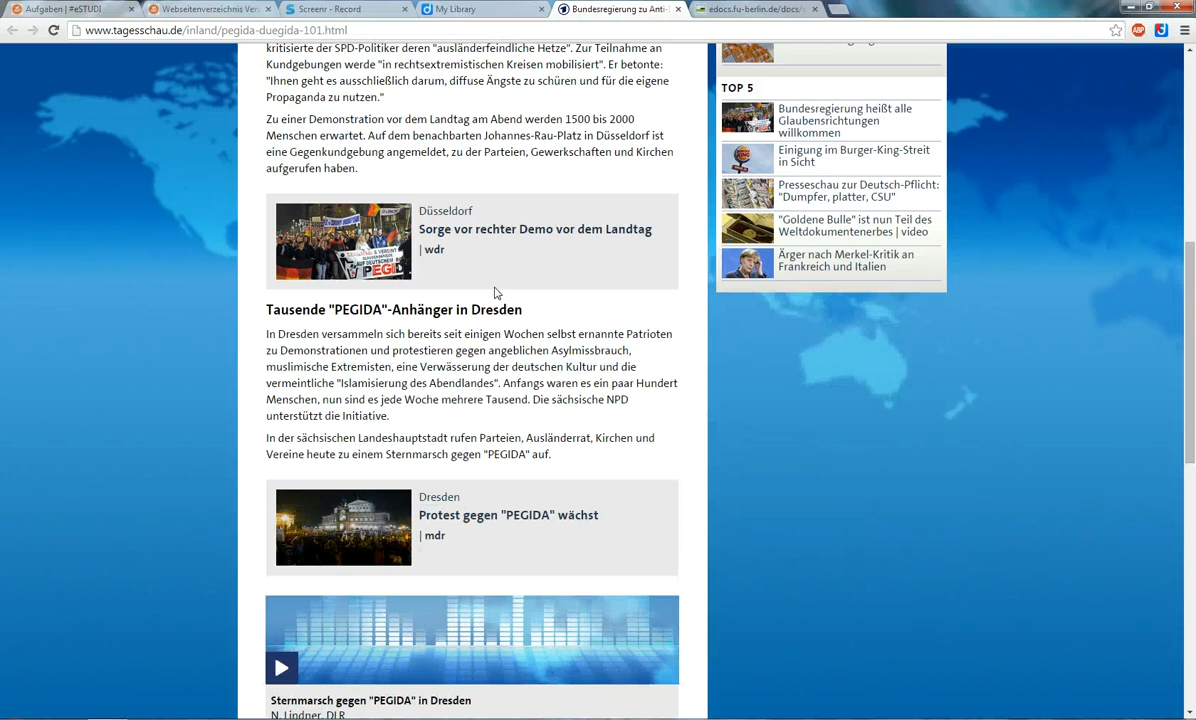 Aufgaben | #eSTUDI
Webseitenverzeichnis Ver
Screenr - Record
My Library
Bundesregierung zu Anti-I
edocs.fu-berlin.de/docs/s
www.tagesschau.de/inland/pegida-duegida-101.html
ABP
kritisierte der SPD-Politiker deren "ausländerfeindliche Hetze". Zur Teilnahme an
Kundgebungen werde "in rechtsextremistischen Kreisen mobilisiert". Er betonte:
"Ihnen geht es ausschließlich darum, diffuse Ängste zu schüren und für die eigene
Propaganda zu nutzen."
Zu einer Demonstration vor dem Landtag am Abend werden 1500 bis 2000
Menschen erwartet. Auf dem benachbarten Johannes-Rau-Platz in Düsseldorf ist
eine Gegenkundgebung angemeldet, zu der Parteien, Gewerkschaften und Kirchen
aufgerufen haben.
Düsseldorf
Sorge vor rechter Demo vor dem Landtag
| wdr
Tausende "PEGIDA"-Anhänger in Dresden
In Dresden versammeln sich bereits seit einigen Wochen selbst ernannte Patrioten
zu Demonstrationen und protestieren gegen angeblichen Asylmissbrauch,
muslimische Extremisten, eine Verwässerung der deutschen Kultur und die
vermeintliche "Islamisierung des Abendlandes". Anfangs waren es ein paar Hundert
Menschen, nun sind es jede Woche mehrere Tausend. Die sächsische NPD
unterstützt die Initiative.
In der sächsischen Landeshauptstadt rufen Parteien, Ausländerrat, Kirchen und
Vereine heute zu einem Sternmarsch gegen "PEGIDA" auf.
Dresden
Protest gegen "PEGIDA" wächst
| mdr
Sternmarsch gegen "PEGIDA" in Dresden
N. Lindner, DLR
TOP 5
Bundesregierung heißt alle
Glaubensrichtungen
willkommen
Einigung im Burger-King-Streit
in Sicht
Presseschau zur Deutsch-Pflicht:
"Dumpfer, platter, CSU"
"Goldene Bulle" ist nun Teil des
Weltdokumentenerbes | video
Ärger nach Merkel-Kritik an
Frankreich und Italien